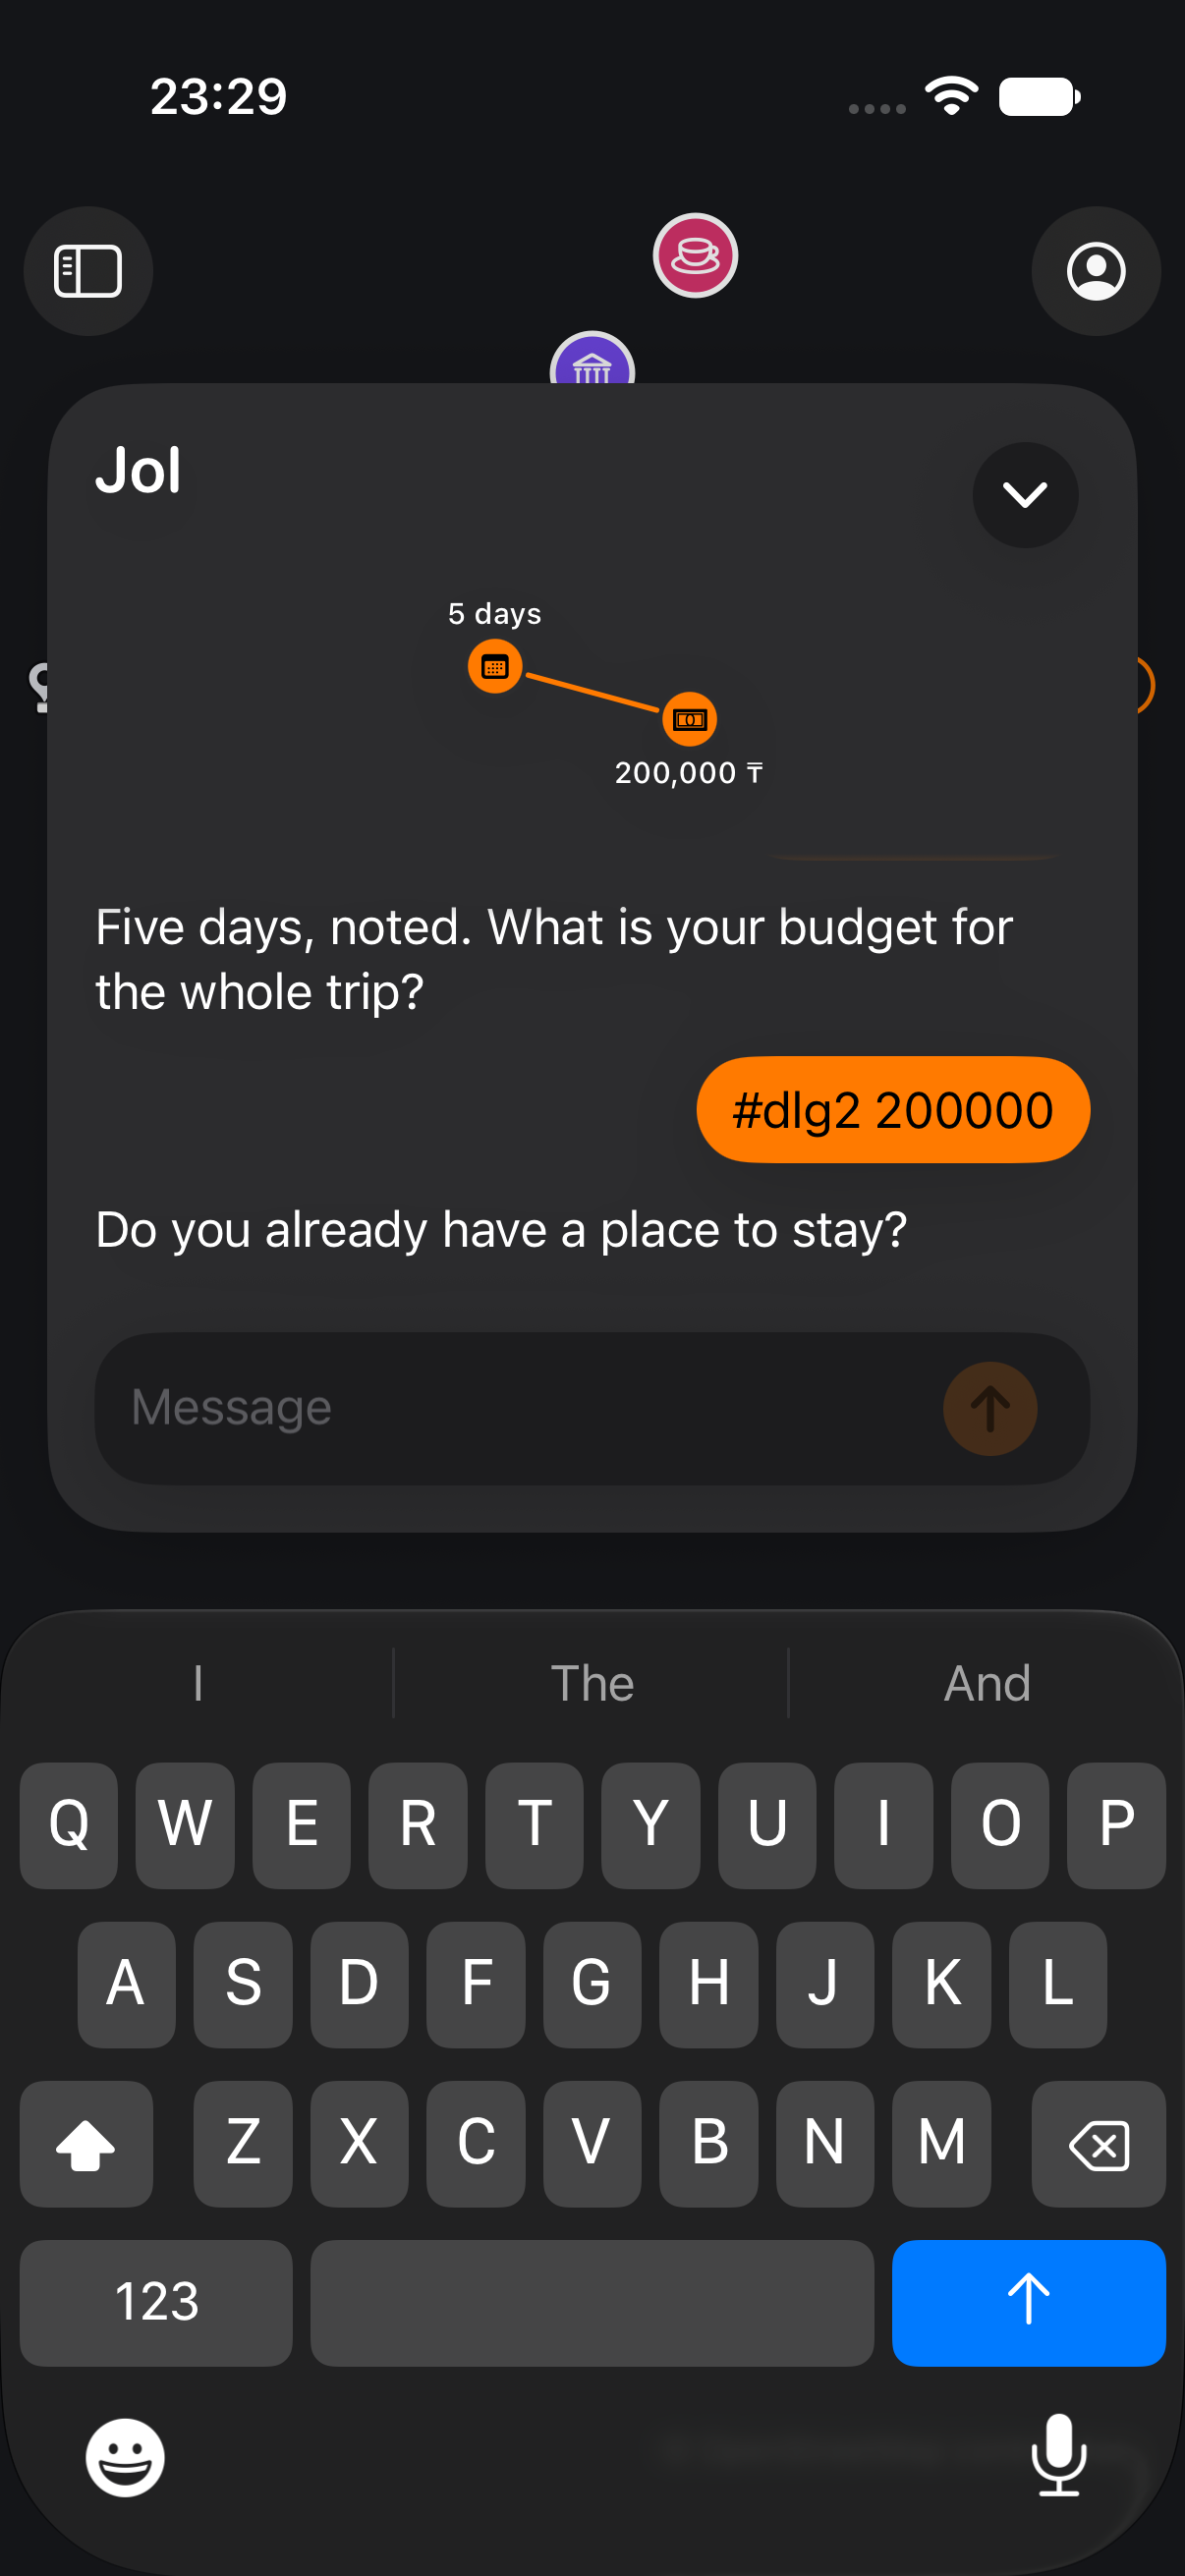 23:29
Jol
5 days
200,000 ₸
Five days, noted. What is your budget for
the whole trip?
#dlg2 200000
Do you already have a place to stay?
Message
I The And
Q W E R T Y U I O P
A S D F G H J K L
Z X C V B N M
123